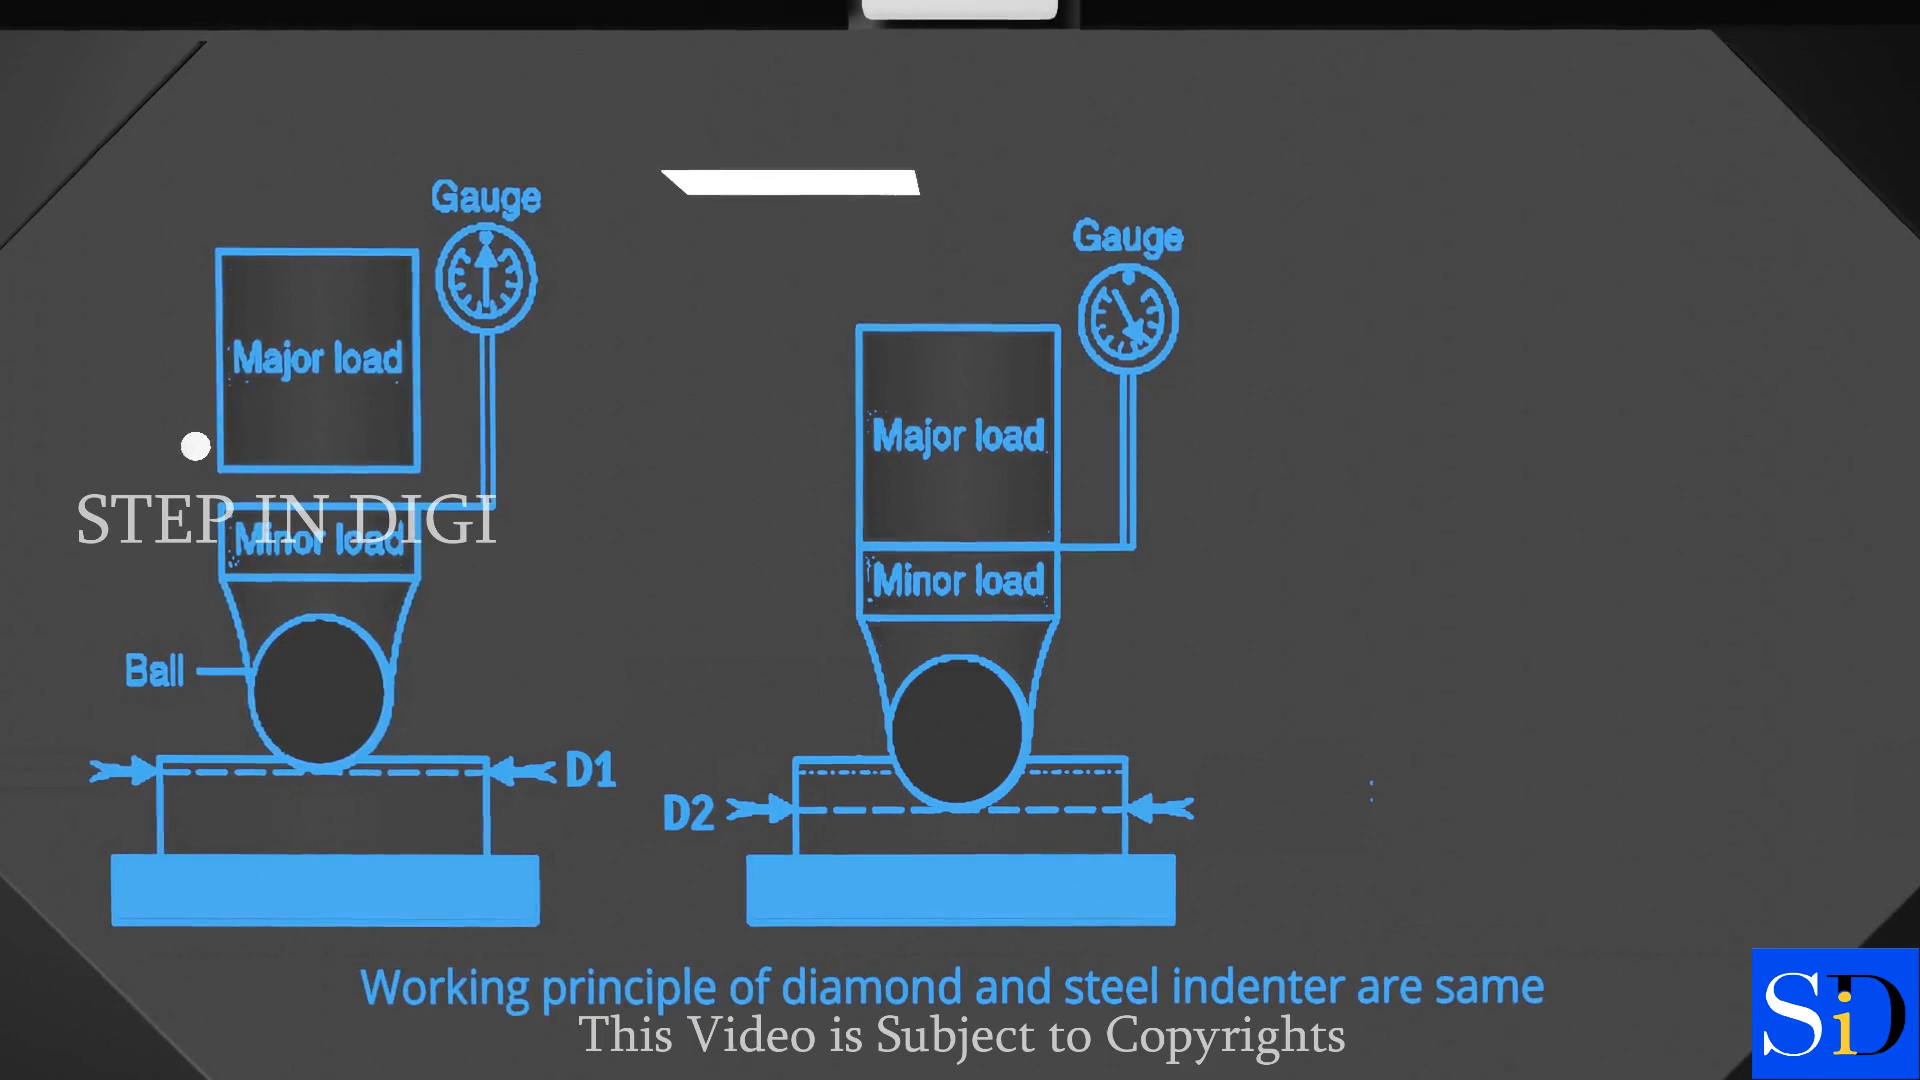 Gauge
Gauge
Major load
Major load
STEP IN DIGI
Minor load
Minor load
Ball
D1
D2
Working principle of diamond and steel indenter are same
This Video is Subject to Copyrights
SiD